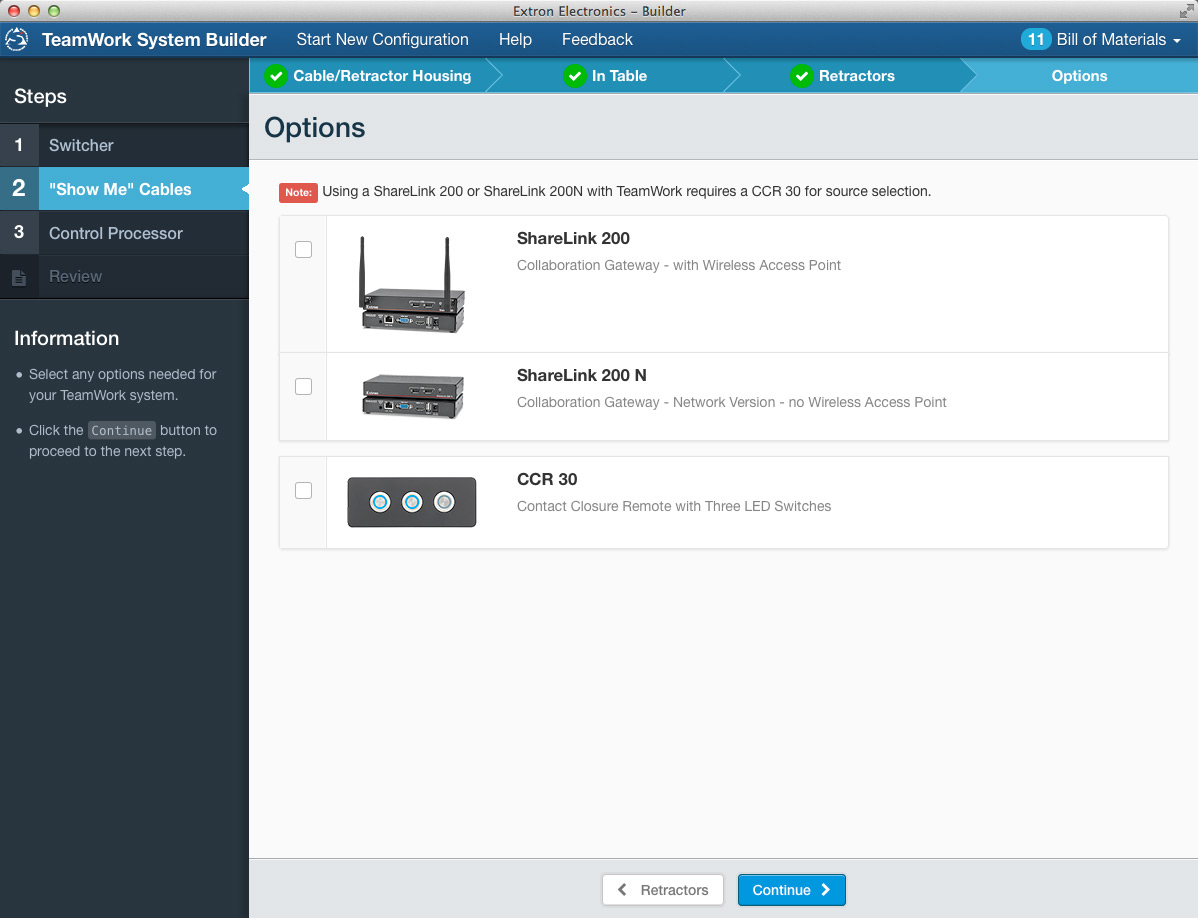 Extron Electronics – Builder
TeamWork System Builder
Start New Configuration
Help
Feedback
11 Bill of Materials
Steps
1 Switcher
2 "Show Me" Cables
3 Control Processor
Review
Information
• Select any options needed for
your TeamWork system.
• Click the Continue button to
proceed to the next step.
Cable/Retractor Housing
In Table
Retractors
Options
Options
Note: Using a ShareLink 200 or ShareLink 200N with TeamWork requires a CCR 30 for source selection.
ShareLink 200
Collaboration Gateway - with Wireless Access Point
Extron
ShareLink 200 N
Collaboration Gateway - Network Version - no Wireless Access Point
Extron
CCR 30
Contact Closure Remote with Three LED Switches
Retractors
Continue